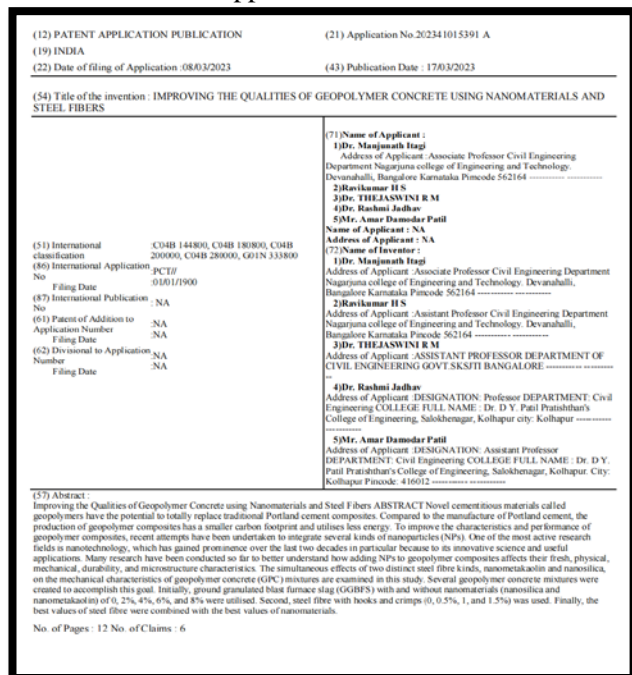 (12) PATENT APPLICATION PUBLICATION
(21) Application No.202341015391 A
(19) INDIA
(22) Date of filing of Application :08/03/2023
(43) Publication Date : 17/03/2023
(54) Title of the invention : IMPROVING THE QUALITIES OF GEOPOLYMER CONCRETE USING NANOMATERIALS AND
STEEL FIBERS
(51) International
classification
:C04B 144800, C04B 180800, C04B
200000, C04B 280000, G01N 333800
(86) International Application
No
:PCT//
Filing Date
:01/01/1900
(87) International Publication
No
: NA
(61) Patent of Addition to
Application Number
:NA
Filing Date
:NA
(62) Divisional to Application
Number
:NA
Filing Date
:NA
(71)Name of Applicant :
1)Dr. Manjunath Itagi
Address of Applicant :Associate Professor Civil Engineering
Department Nagarjuna college of Engineering and Technology.
Devanahalli, Bangalore Karnataka Pincode 562164 ----------- -----------
2)Ravikumar H S
3)Dr. THEJASWINI R M
4)Dr. Rashmi Jadhav
5)Mr. Amar Damodar Patil
Name of Applicant : NA
Address of Applicant : NA
(72)Name of Inventor :
1)Dr. Manjunath Itagi
Address of Applicant :Associate Professor Civil Engineering Department
Nagarjuna college of Engineering and Technology. Devanahalli,
Bangalore Karnataka Pincode 562164 ----------- -----------
2)Ravikumar H S
Address of Applicant :Assistant Professor Civil Engineering Department
Nagarjuna college of Engineering and Technology. Devanahalli,
Bangalore Karnataka Pincode 562164 ----------- -----------
3)Dr. THEJASWINI R M
Address of Applicant :ASSISTANT PROFESSOR DEPARTMENT OF
CIVIL ENGINEERING GOVT.SKSJTI BANGALORE ----------- ---------
--
4)Dr. Rashmi Jadhav
Address of Applicant :DESIGNATION: Professor DEPARTMENT: Civil
Engineering COLLEGE FULL NAME : Dr. D Y. Patil Pratishthan's
College of Engineering, Salokhenagar, Kolhapur city: Kolhapur -----------
-----------
5)Mr. Amar Damodar Patil
Address of Applicant :DESIGNATION: Assistant Professor
DEPARTMENT: Civil Engineering COLLEGE FULL NAME : Dr. D Y.
Patil Pratishthan's College of Engineering, Salokhenagar, Kolhapur. City:
Kolhapur Pincode: 416012 ----------- -----------
(57) Abstract :
Improving the Qualities of Geopolymer Concrete using Nanomaterials and Steel Fibers ABSTRACT Novel cementitious materials called
geopolymers have the potential to totally replace traditional Portland cement composites. Compared to the manufacture of Portland cement, the
production of geopolymer composites has a smaller carbon footprint and utilises less energy. To improve the characteristics and performance of
geopolymer composites, recent attempts have been undertaken to integrate several kinds of nanoparticles (NPs). One of the most active research
fields is nanotechnology, which has gained prominence over the last two decades in particular because to its innovative science and useful
applications. Many research have been conducted so far to better understand how adding NPs to geopolymer composites affects their fresh, physical,
mechanical, durability, and microstructure characteristics. The simultaneous effects of two distinct steel fibre kinds, nanometakaolin and nanosilica,
on the mechanical characteristics of geopolymer concrete (GPC) mixtures are examined in this study. Several geopolymer concrete mixtures were
created to accomplish this goal. Initially, ground granulated blast furnace slag (GGBFS) with and without nanomaterials (nanosilica and
nanometakaolin) of 0, 2%, 4%, 6%, and 8% were utilised. Second, steel fibre with hooks and crimps (0, 0.5%, 1, and 1.5%) was used. Finally, the
best values of steel fibre were combined with the best values of nanomaterials.
No. of Pages : 12 No. of Claims : 6